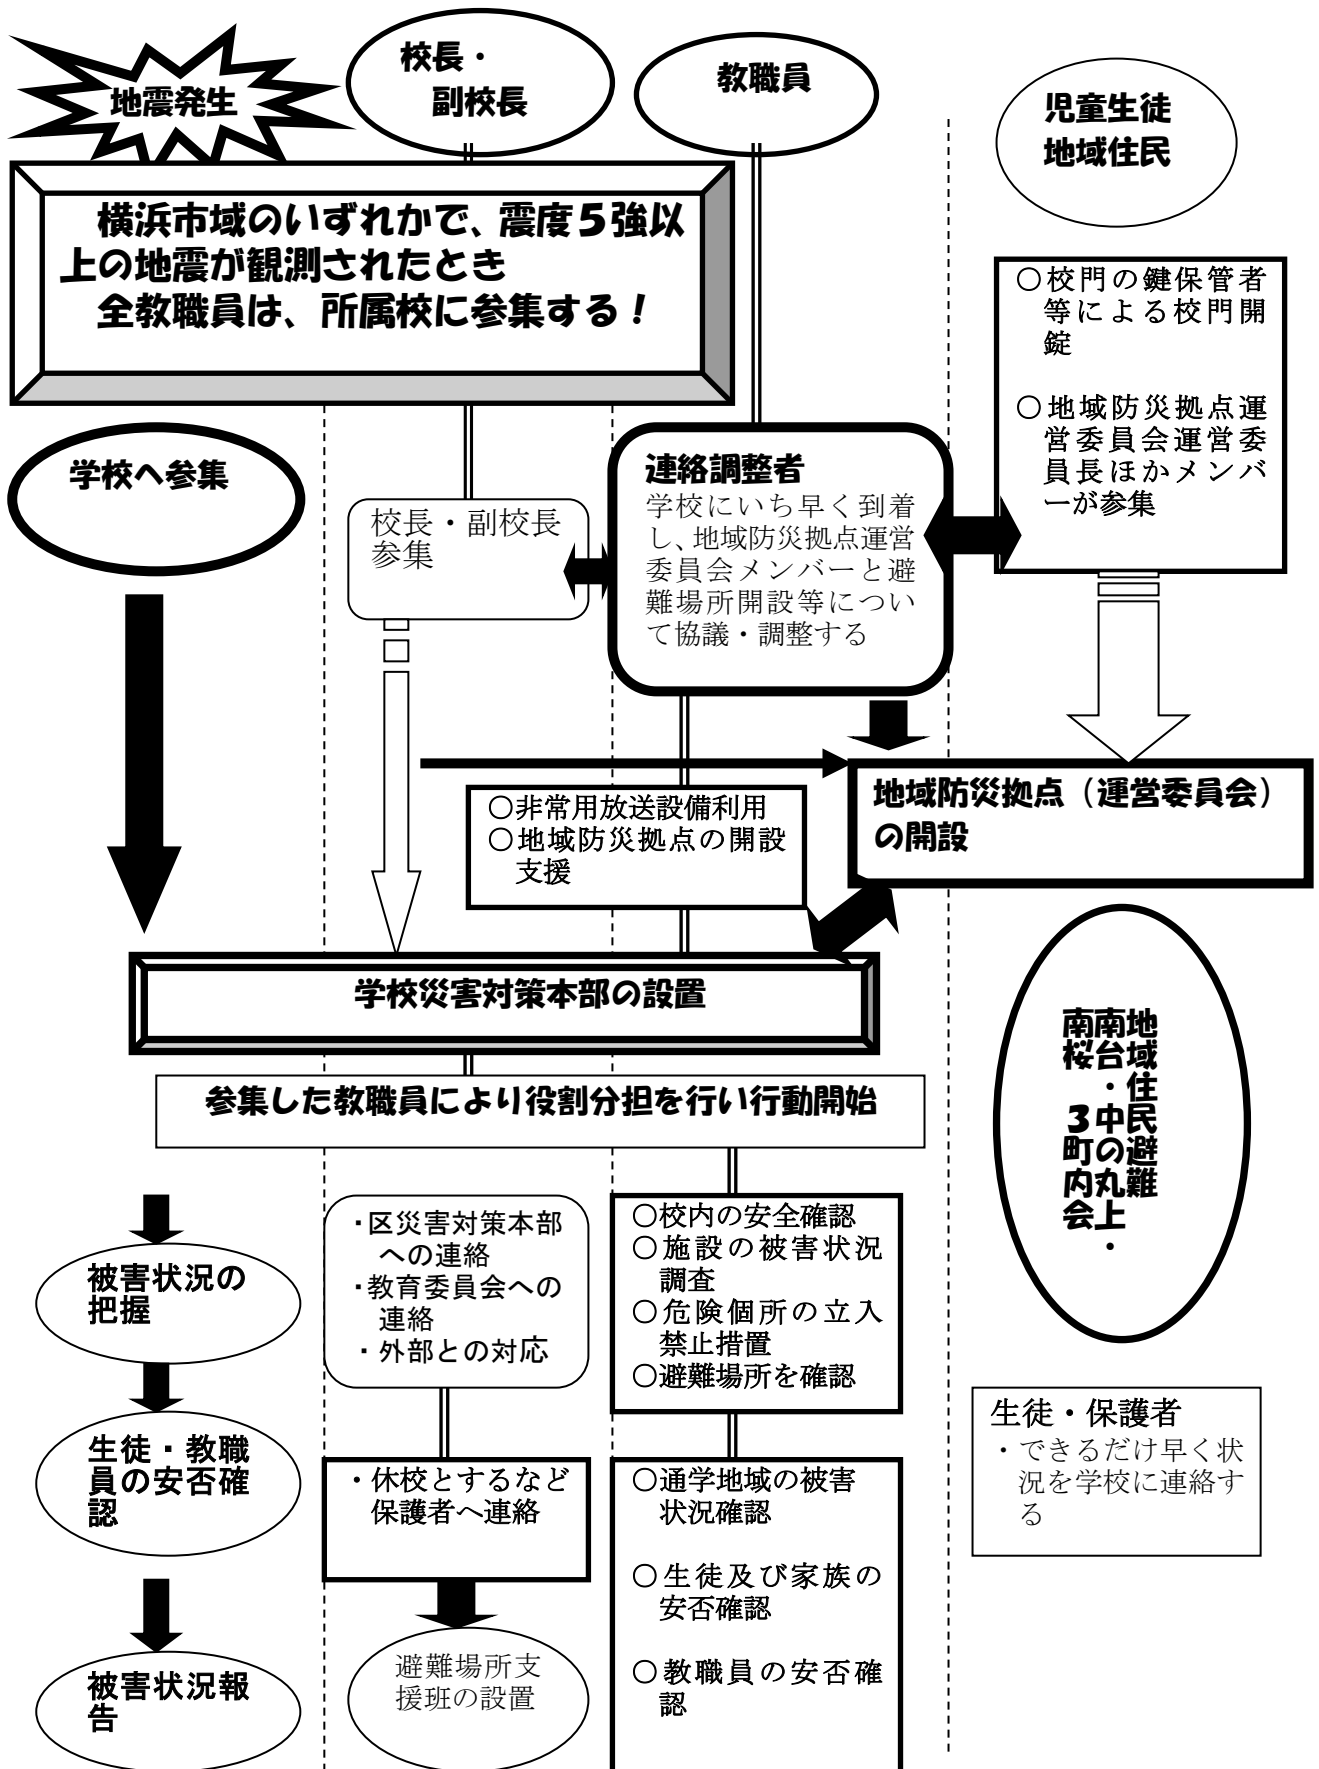 地震発生
校長・
副校長
教職員
児童生徒
地域住民
横浜市域のいずれかで、震度5強以
上の地震が観測されたとき
全教職員は、所属校に参集する！
○校門の鍵保管者
等による校門開
錠
○地域防災拠点運
営委員会運営委
員長ほかメンバ
ーが参集
学校へ参集
校長・副校長
参集
連絡調整者
学校にいち早く到着
し、地域防災拠点運営
委員会メンバーと避
難場所開設等につい
て協議・調整する
○非常用放送設備利用
○地域防災拠点の開設
支援
地域防災拠点（運営委員会）
の開設
学校災害対策本部の設置
参集した教職員により役割分担を行い行動開始
地域住民避難
南台・中の丸上・
南桜　3町内会
被害状況の
把握
生徒・教職
員の安否確
認
被害状況報
告
・区災害対策本部
への連絡
・教育委員会への
連絡
・外部との対応
・休校とするなど
保護者へ連絡
避難場所支
援班の設置
○校内の安全確認
○施設の被害状況
調査
○危険個所の立入
禁止措置
○避難場所を確認
○通学地域の被害
状況確認
○生徒及び家族の
安否確認
○教職員の安否確
認
生徒・保護者
・できるだけ早く状
況を学校に連絡す
る